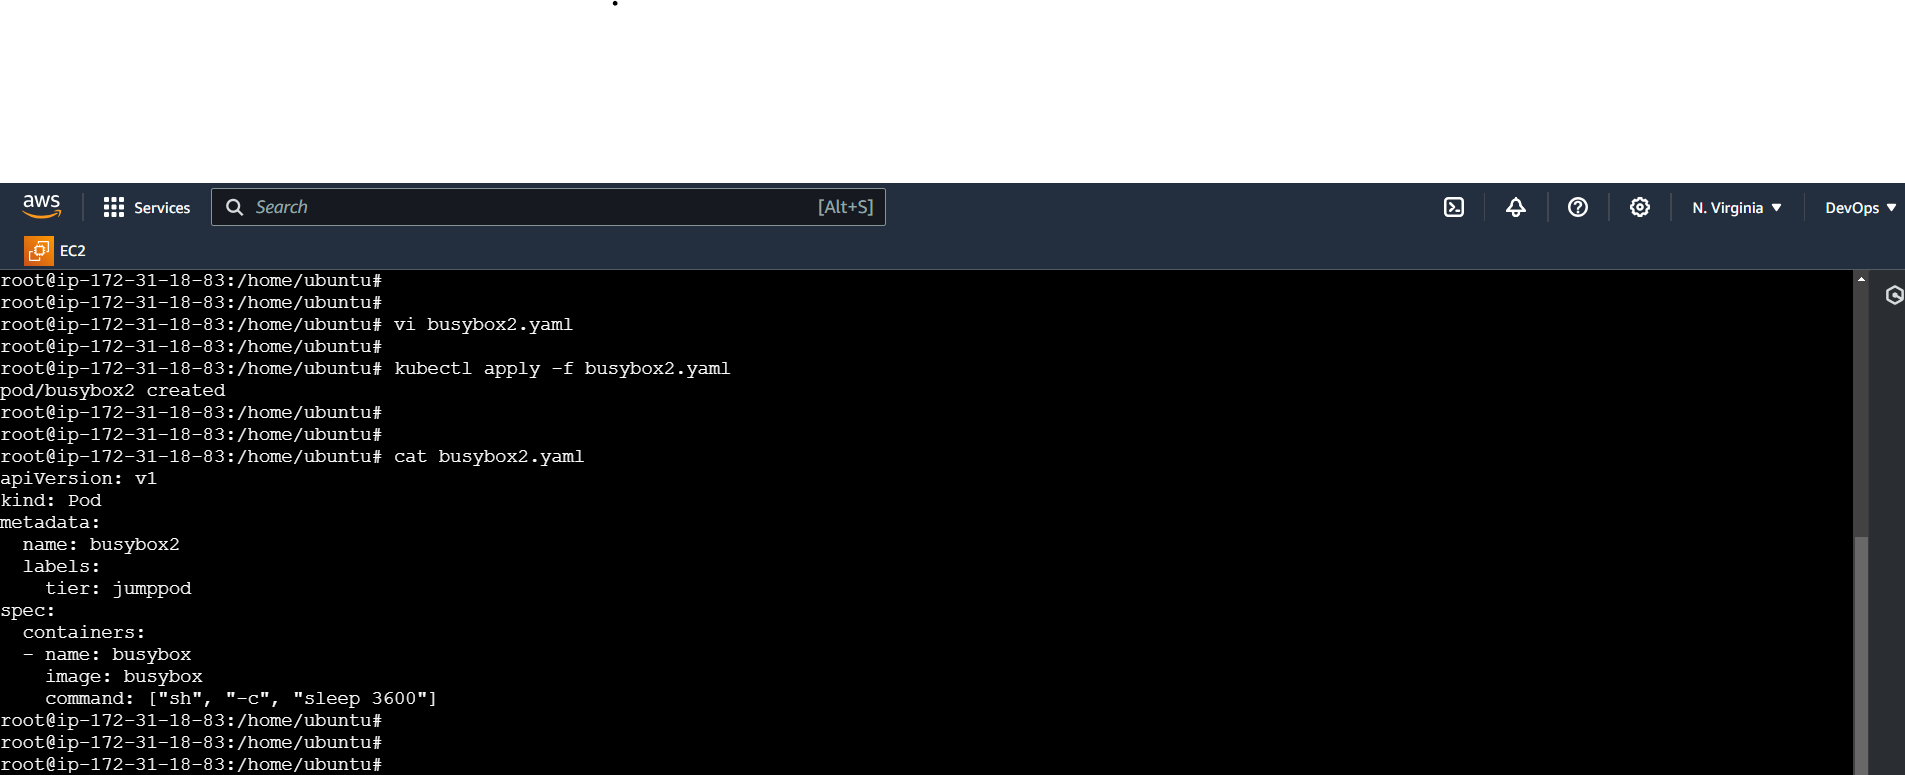 aws
Services
Search
[Alt+S]
N. Virginia
DevOps
EC2
root@ip-172-31-18-83:/home/ubuntu#
root@ip-172-31-18-83:/home/ubuntu#
root@ip-172-31-18-83:/home/ubuntu# vi busybox2.yaml
root@ip-172-31-18-83:/home/ubuntu#
root@ip-172-31-18-83:/home/ubuntu# kubectl apply -f busybox2.yaml
pod/busybox2 created
root@ip-172-31-18-83:/home/ubuntu#
root@ip-172-31-18-83:/home/ubuntu#
root@ip-172-31-18-83:/home/ubuntu# cat busybox2.yaml
apiVersion: v1
kind: Pod
metadata:
  name: busybox2
  labels:
    tier: jumppod
spec:
  containers:
  - name: busybox
    image: busybox
    command: ["sh", "-c", "sleep 3600"]
root@ip-172-31-18-83:/home/ubuntu#
root@ip-172-31-18-83:/home/ubuntu#
root@ip-172-31-18-83:/home/ubuntu#